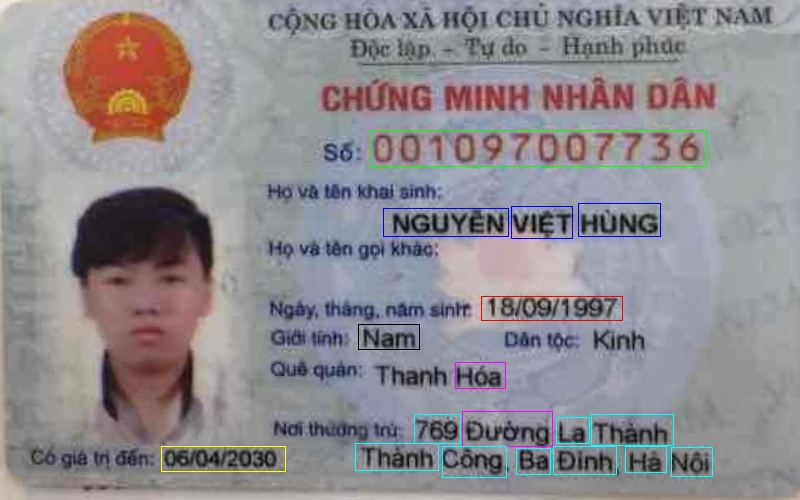 CỘNG HÒA XÃ HỘI CHỦ NGHĨA VIỆT NAM
Độc lập - Tự do - Hạnh phúc
CHỨNG MINH NHÂN DÂN
Số: 001097007736
Họ và tên khai sinh:
NGUYỄN VIỆT HÙNG
Họ và tên gọi khác:
Ngày, tháng, năm sinh: 18/09/1997
Giới tính: Nam Dân tộc: Kinh
Quê quán: Thanh Hóa
Nơi thường trú: 769 Đường La Thành
Thành Công, Ba Đình, Hà Nội
Có giá trị đến: 06/04/2030